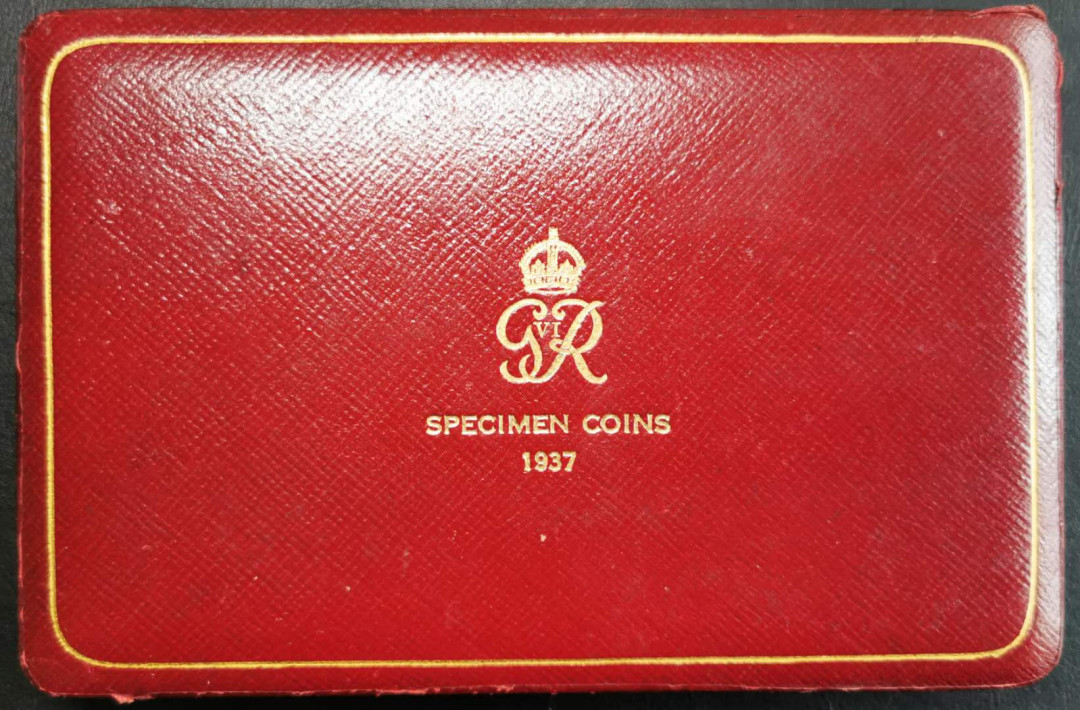 GVIR
SPECIMEN COINS
1937